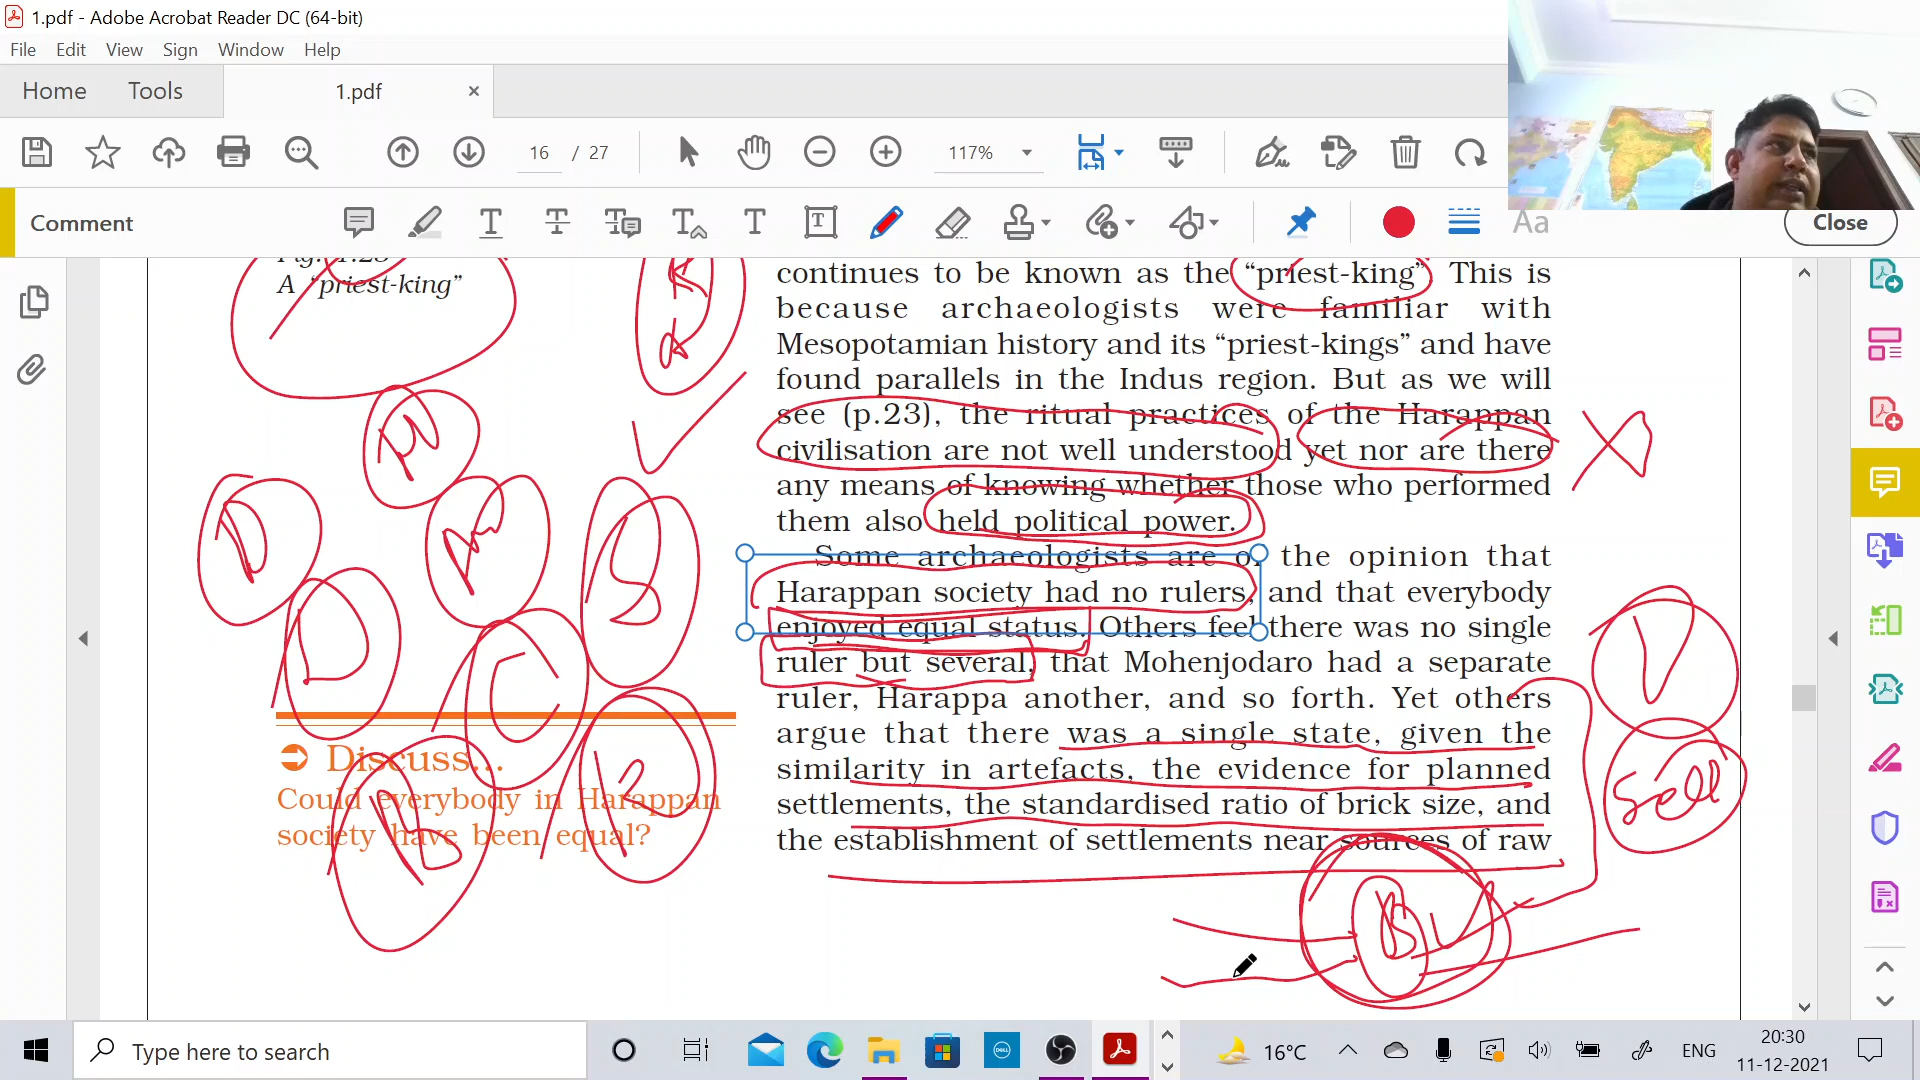 1.pdf - Adobe Acrobat Reader DC (64-bit)
File Edit View Sign Window Help
Home Tools 1.pdf ×
16 / 27 117%
Comment Aa Close
A “priest-king”
continues to be known as the “priest-king”. This is
because archaeologists were familiar with
Mesopotamian history and its “priest-kings” and have
found parallels in the Indus region. But as we will
see (p.23), the ritual practices of the Harappan
civilisation are not well understood yet nor are there
any means of knowing whether those who performed
them also held political power.
Some archaeologists are of the opinion that
Harappan society had no rulers, and that everybody
enjoyed equal status. Others feel there was no single
ruler but several, that Mohenjodaro had a separate
ruler, Harappa another, and so forth. Yet others
argue that there was a single state, given the
similarity in artefacts, the evidence for planned
settlements, the standardised ratio of brick size, and
the establishment of settlements near sources of raw
Discuss...
Could everybody in Harappan
society have been equal?
M
D
D
C
B
S
V
Sell
Type here to search
DELL
16°C ENG
20:30
11-12-2021